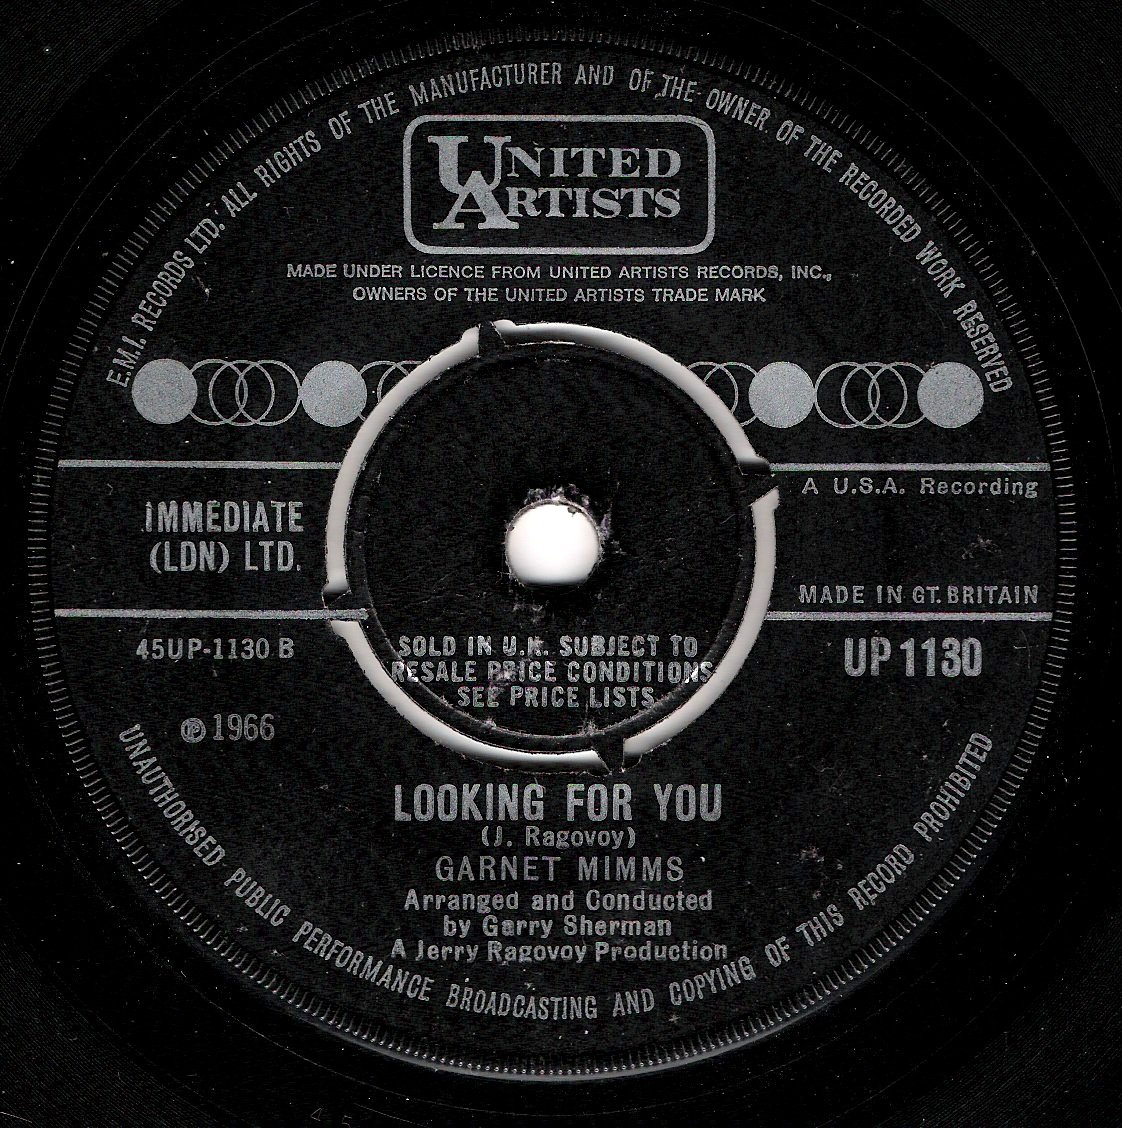 E.M.I. RECORDS LTD. ALL RIGHTS OF THE MANUFACTURER AND OF THE OWNER OF THE RECORDED WORK RESERVED
UNITED
ARTISTS
MADE UNDER LICENCE FROM UNITED ARTISTS RECORDS, INC.,
OWNERS OF THE UNITED ARTISTS TRADE MARK
A U.S.A. Recording
IMMEDIATE
(LDN) LTD.
MADE IN GT. BRITAIN
45UP-1130 B
UP 1130
SOLD IN U.K. SUBJECT TO
RESALE PRICE CONDITIONS
SEE PRICE LISTS
℗ 1966
LOOKING FOR YOU
(J. Ragovoy)
GARNET MIMMS
Arranged and Conducted
by Garry Sherman
A Jerry Ragovoy Production
UNAUTHORISED PUBLIC PERFORMANCE BROADCASTING AND COPYING OF THIS RECORD PROHIBITED